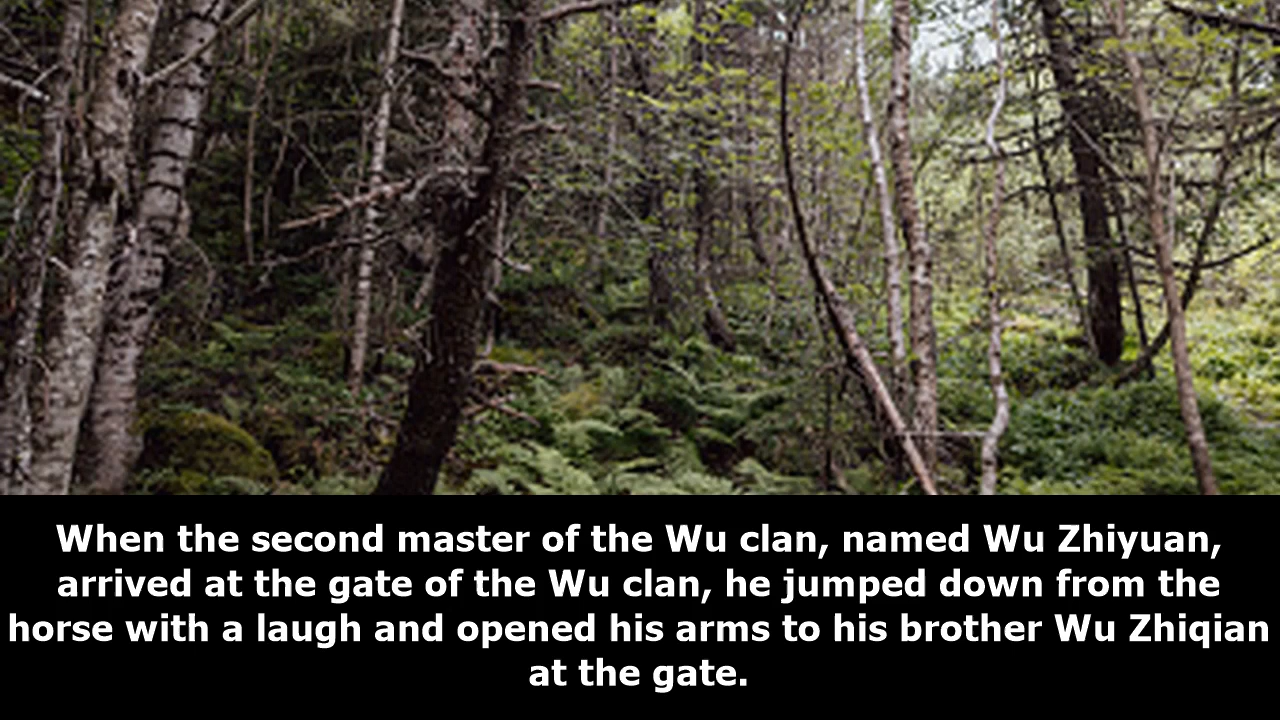 When the second master of the Wu clan, named Wu Zhiyuan,
arrived at the gate of the Wu clan, he jumped down from the
horse with a laugh and opened his arms to his brother Wu Zhiqian
at the gate.